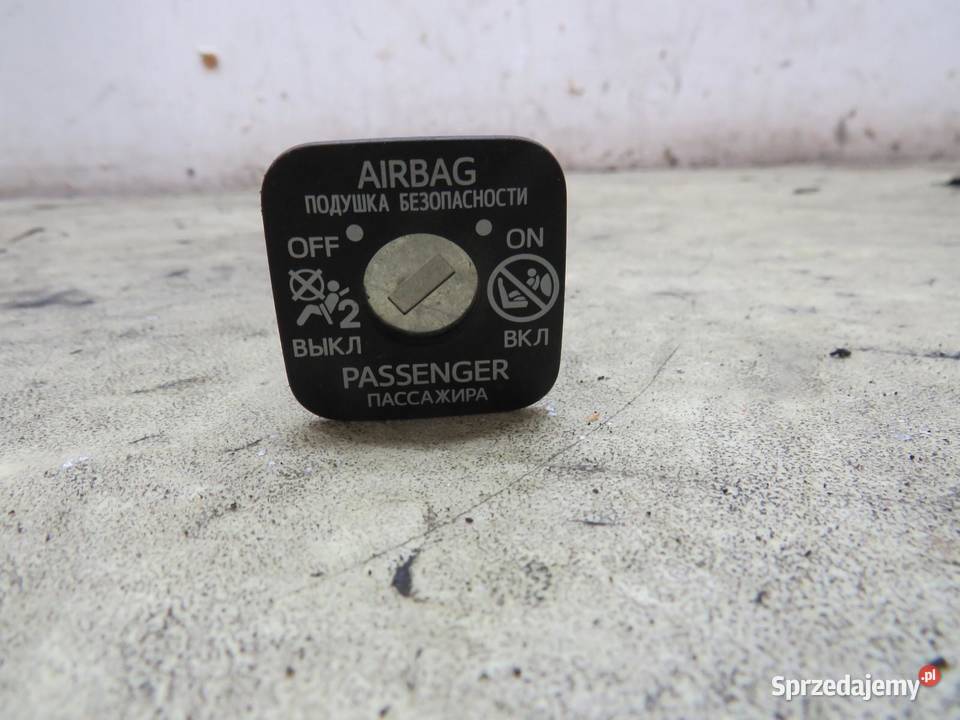 AIRBAG
ПОДУШКА БЕЗОПАСНОСТИ
OFF ON
2
ВЫКЛ ВКЛ
PASSENGER
ПАССАЖИРА
Sprzedajemy.pl